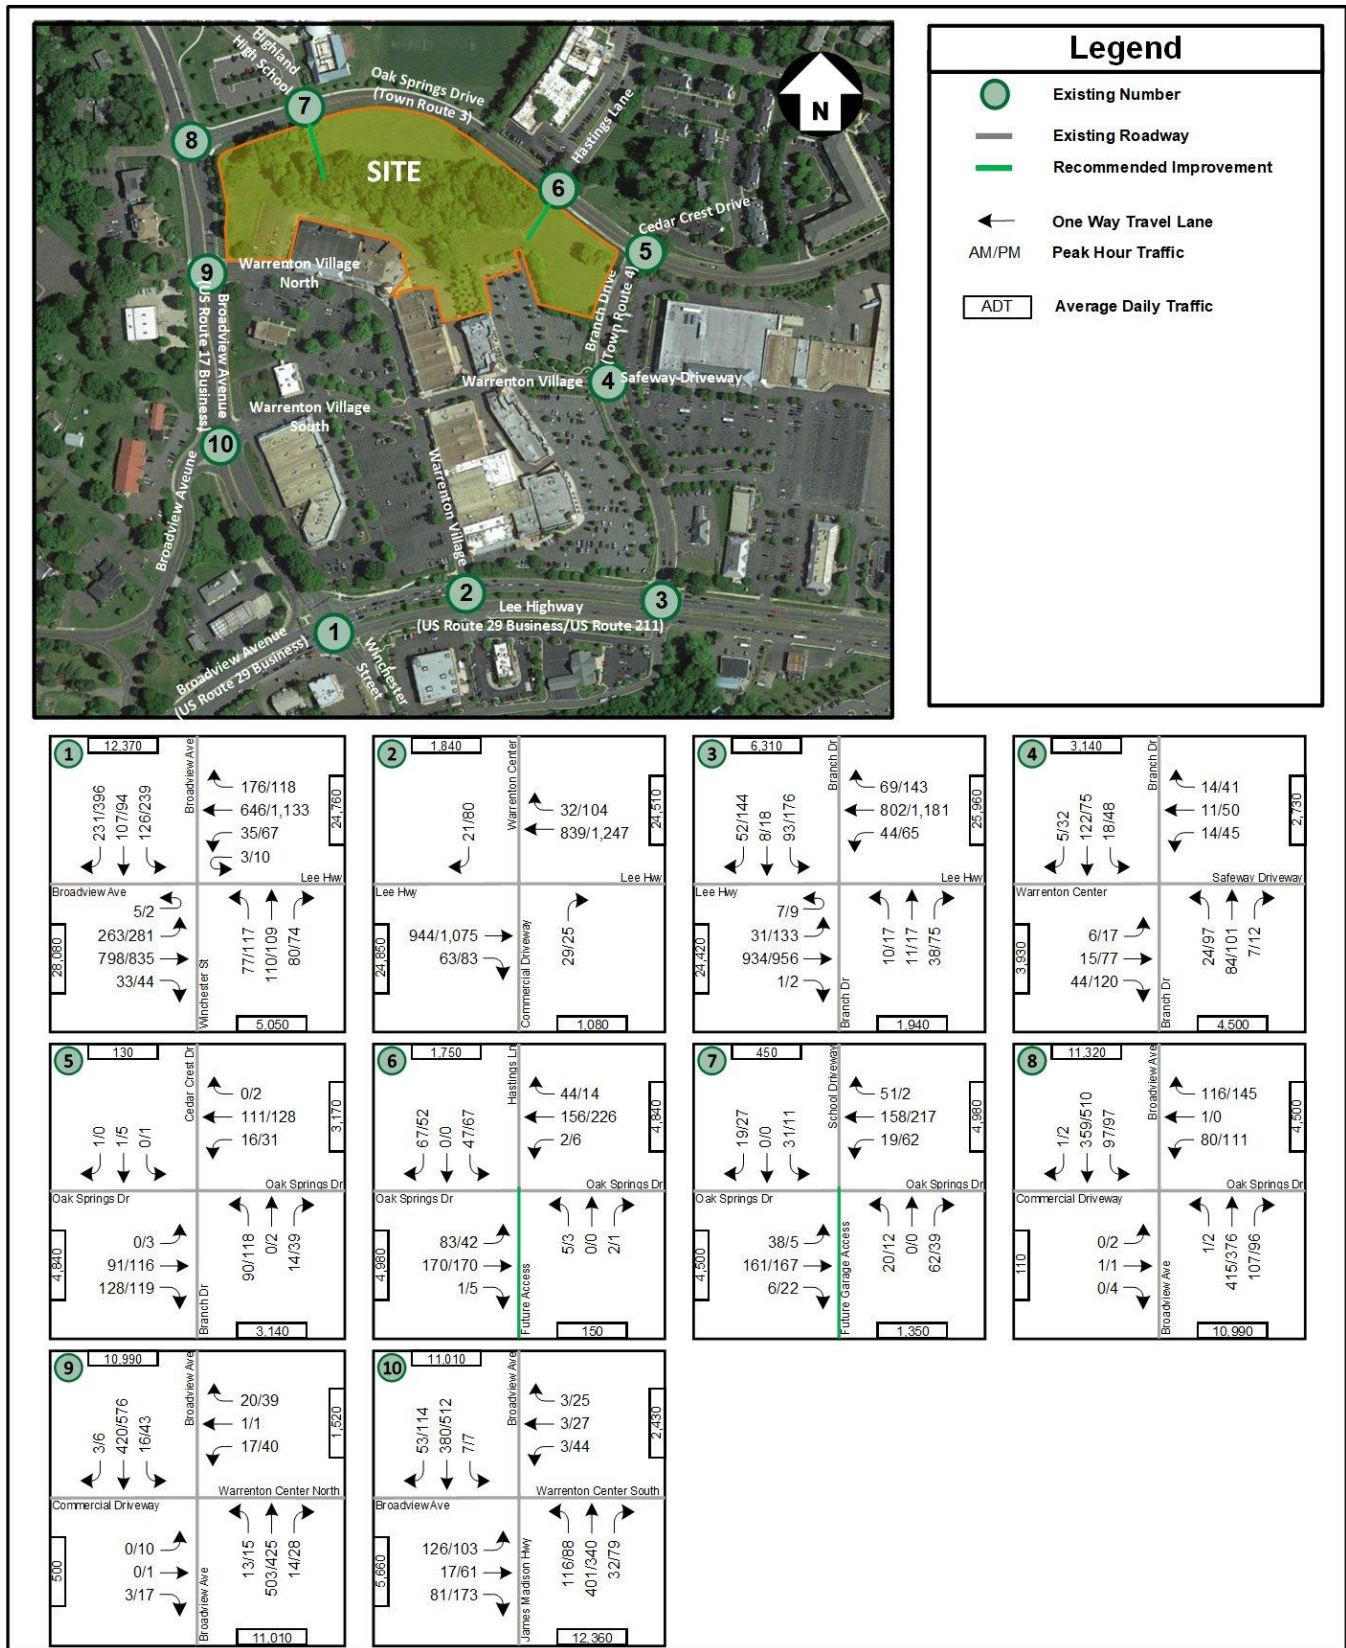 Highland
High School
Oak Springs Drive
(Town Route 3)
Hastings Lane
N
7
8
SITE
6
Cedar Crest Drive
5
Warrenton Village
North
9
Broadview Avenue
(US Route 17 Business)
Branch Drive
(Town Route 4)
Warrenton Village
4
Safeway Driveway
Warrenton Village
South
10
Broadview Aveune
Warrenton Village
2
3
Lee Highway
(US Route 29 Business/US Route 211)
1
Broadview Avenue
(US Route 29 Business)
Winchester
Street
Legend
Existing Number
Existing Roadway
Recommended Improvement
One Way Travel Lane
AM/PM Peak Hour Traffic
ADT Average Daily Traffic
1
12,370
Broadview Ave
231/396
107/94
126/239
176/118
646/1,133
35/67
3/10
24,760
Lee Hwy
Broadview Ave
5/2
263/281
798/835
33/44
28,080
Winchester St
77/117
110/109
80/74
5,050
2
1,840
Warrenton Center
21/80
32/104
839/1,247
24,510
Lee Hwy
Lee Hwy
944/1,075
63/83
24,850
Commercial Driveway
29/25
1,080
3
6,310
Branch Dr
52/144
8/18
93/176
69/143
802/1,181
44/65
25,960
Lee Hwy
Lee Hwy
7/9
31/133
934/956
1/2
24,420
Branch Dr
10/17
11/17
38/75
1,940
4
3,140
Branch Dr
5/32
122/75
18/48
14/41
11/50
14/45
2,730
Safeway Driveway
Warrenton Center
6/17
15/77
44/120
3,930
Branch Dr
24/97
84/101
7/12
4,500
5
130
Cedar Crest Dr
1/0
1/5
0/1
0/2
111/128
16/31
3,170
Oak Springs Dr
Oak Springs Dr
0/3
91/116
128/119
4,840
Branch Dr
90/118
0/2
14/39
3,140
6
1,750
Hastings Ln
67/52
0/0
47/67
44/14
156/226
2/6
4,840
Oak Springs Dr
Oak Springs Dr
83/42
170/170
1/5
4,980
Future Access
5/3
0/0
2/1
150
7
450
School Driveway
19/27
0/0
31/11
51/2
158/217
19/62
4,980
Oak Springs Dr
Oak Springs Dr
38/5
161/167
6/22
4,500
Future Garage Access
20/12
0/0
62/39
1,350
8
11,320
Broadview Ave
1/2
359/510
97/97
116/145
1/0
80/111
4,500
Oak Springs Dr
Commercial Driveway
0/2
1/1
0/4
110
Broadview Ave
1/2
415/376
107/96
10,990
9
10,990
Broadview Ave
3/6
420/576
16/43
20/39
1/1
17/40
1,520
Warrenton Center North
Commercial Driveway
0/10
0/1
3/17
500
Broadview Ave
13/15
503/425
14/28
11,010
10
11,010
Broadview Ave
53/114
380/512
7/7
3/25
3/27
3/44
2,430
Warrenton Center South
Broadview Ave
126/103
17/61
81/173
5,660
James Madison Hwy
116/88
401/340
32/79
12,360